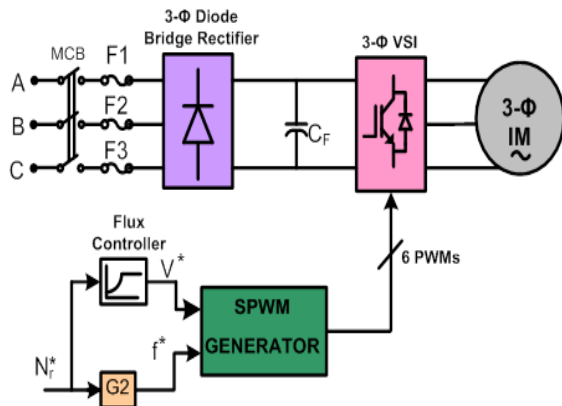 3-Φ Diode
Bridge Rectifier
3-Φ VSI
MCB
F1
A
F2
B
F3
C
C_F
3-Φ
IM
~
Flux
Controller
V*
6 PWMs
SPWM
GENERATOR
f*
N_r*
G2